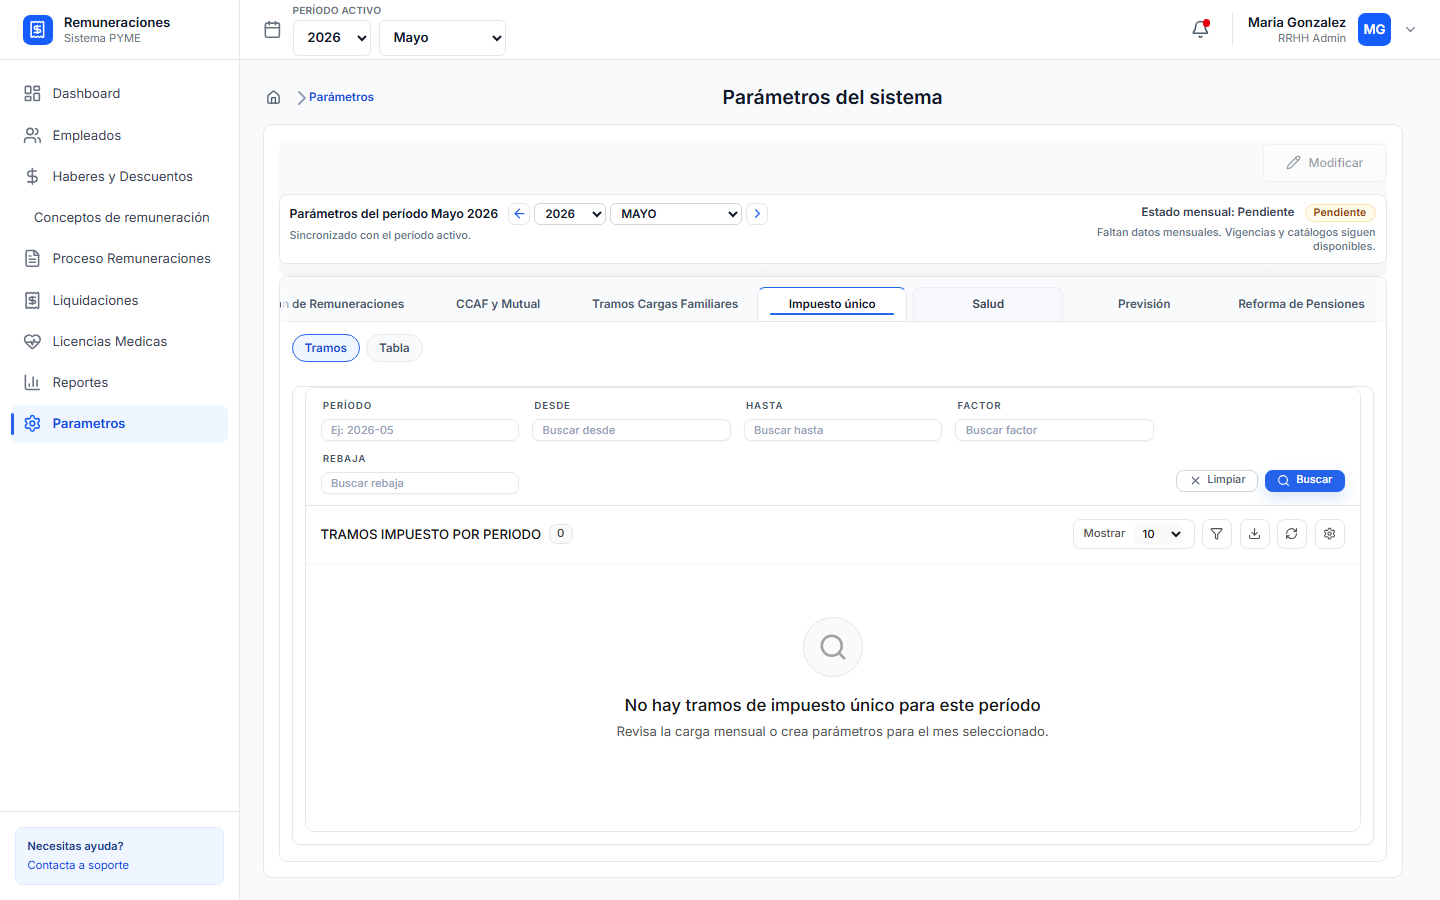 Remuneraciones
Sistema PYME
PERÍODO ACTIVO
2026
Mayo
Maria Gonzalez
RRHH Admin
MG
Dashboard
Empleados
Haberes y Descuentos
Conceptos de remuneración
Proceso Remuneraciones
Liquidaciones
Licencias Medicas
Reportes
Parametros
Necesitas ayuda?
Contacta a soporte
Parámetros
Parámetros del sistema
Modificar
Parámetros del período Mayo 2026
2026
MAYO
Sincronizado con el período activo.
Estado mensual: Pendiente
Pendiente
Faltan datos mensuales. Vigencias y catálogos siguen
disponibles.
n de Remuneraciones
CCAF y Mutual
Tramos Cargas Familiares
Impuesto único
Salud
Previsión
Reforma de Pensiones
Tramos
Tabla
PERÍODO
DESDE
HASTA
FACTOR
Ej: 2026-05
Buscar desde
Buscar hasta
Buscar factor
REBAJA
Buscar rebaja
Limpiar
Buscar
TRAMOS IMPUESTO POR PERIODO
0
Mostrar
10
No hay tramos de impuesto único para este período
Revisa la carga mensual o crea parámetros para el mes seleccionado.